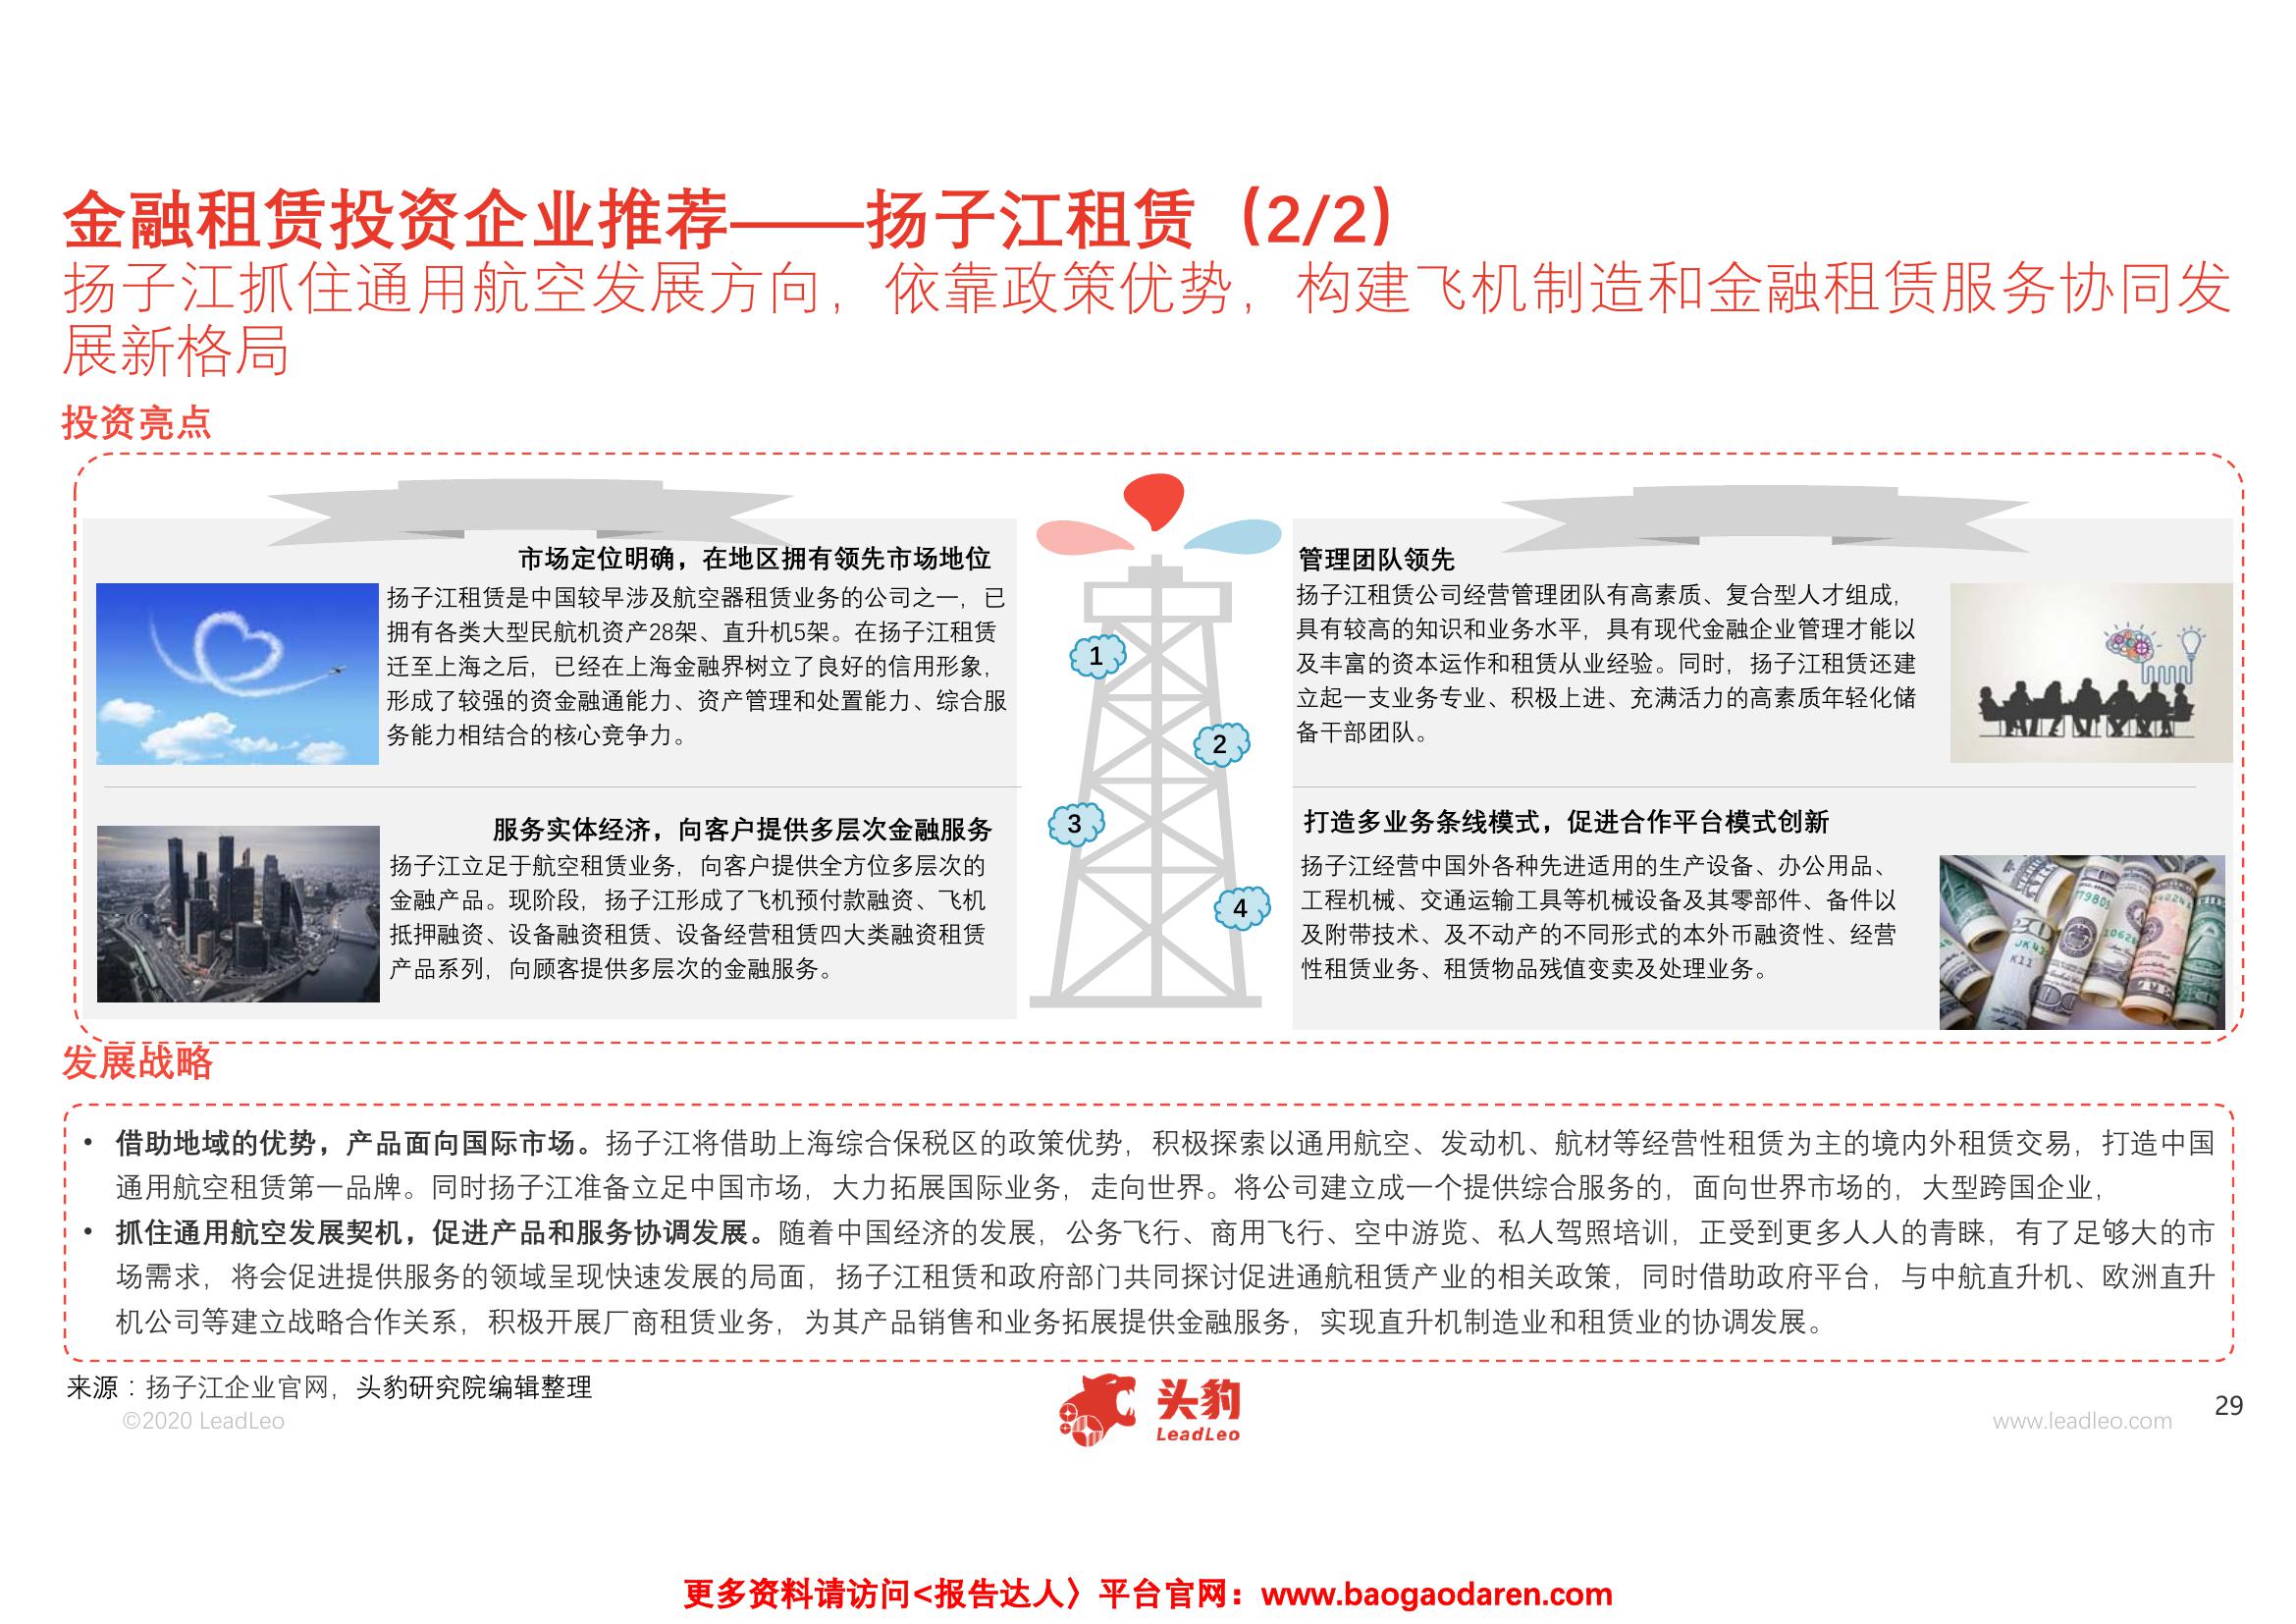 金融租赁投资企业推荐——扬子江租赁（2/2）
扬子江抓住通用航空发展方向，依靠政策优势，构建飞机制造和金融租赁服务协同发
展新格局
投资亮点
市场定位明确，在地区拥有领先市场地位
扬子江租赁是中国较早涉及航空器租赁业务的公司之一，已
拥有各类大型民航机资产28架、直升机5架。在扬子江租赁
迁至上海之后，已经在上海金融界树立了良好的信用形象，
形成了较强的资金融通能力、资产管理和处置能力、综合服
务能力相结合的核心竞争力。
1
管理团队领先
扬子江租赁公司经营管理团队有高素质、复合型人才组成，
具有较高的知识和业务水平，具有现代金融企业管理才能以
及丰富的资本运作和租赁从业经验。同时，扬子江租赁还建
立起一支业务专业、积极上进、充满活力的高素质年轻化储
备干部团队。
2
服务实体经济，向客户提供多层次金融服务
扬子江立足于航空租赁业务，向客户提供全方位多层次的
金融产品。现阶段，扬子江形成了飞机预付款融资、飞机
抵押融资、设备融资租赁、设备经营租赁四大类融资租赁
产品系列，向顾客提供多层次的金融服务。
3
打造多业务条线模式，促进合作平台模式创新
扬子江经营中国外各种先进适用的生产设备、办公用品、
工程机械、交通运输工具等机械设备及其零部件、备件以
及附带技术、及不动产的不同形式的本外币融资性、经营
性租赁业务、租赁物品残值变卖及处理业务。
4
发展战略
• 借助地域的优势，产品面向国际市场。扬子江将借助上海综合保税区的政策优势，积极探索以通用航空、发动机、航材等经营性租赁为主的境内外租赁交易，打造中国
通用航空租赁第一品牌。同时扬子江准备立足中国市场，大力拓展国际业务，走向世界。将公司建立成一个提供综合服务的，面向世界市场的，大型跨国企业，
• 抓住通用航空发展契机，促进产品和服务协调发展。随着中国经济的发展，公务飞行、商用飞行、空中游览、私人驾照培训，正受到更多人人的青睐，有了足够大的市
场需求，将会促进提供服务的领域呈现快速发展的局面，扬子江租赁和政府部门共同探讨促进通航租赁产业的相关政策，同时借助政府平台，与中航直升机、欧洲直升
机公司等建立战略合作关系，积极开展厂商租赁业务，为其产品销售和业务拓展提供金融服务，实现直升机制造业和租赁业的协调发展。
来源：扬子江企业官网，头豹研究院编辑整理
©2020 LeadLeo
头豹
LeadLeo
www.leadleo.com
29
更多资料请访问<报告达人〉平台官网：www.baogaodaren.com